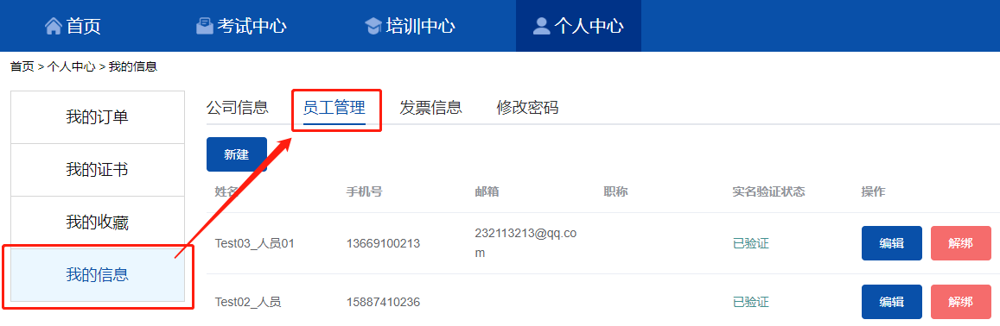 首页 考试中心 培训中心 个人中心
首页 > 个人中心 > 我的信息
我的订单
我的证书
我的收藏
我的信息
公司信息 员工管理 发票信息 修改密码
新建
姓名 手机号 邮箱 职称 实名验证状态 操作
Test03_人员01 13669100213 232113213@qq.co
m 已验证 编辑 解绑
Test02_人员 15887410236 已验证 编辑 解绑